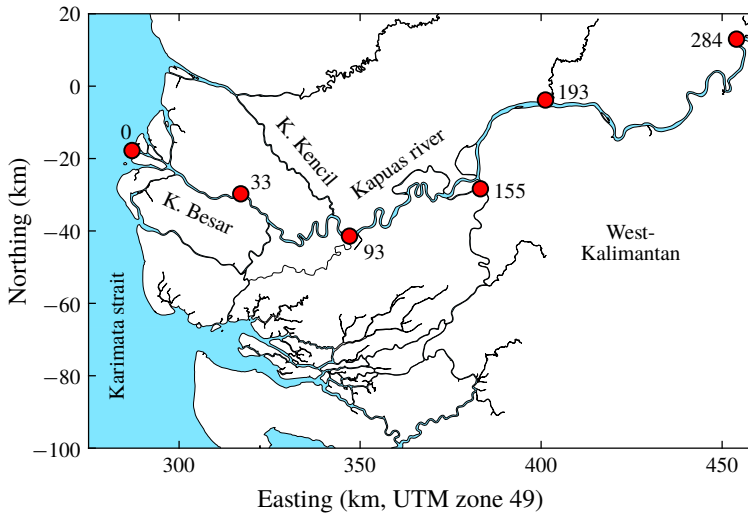 20
0
−20
−40
−60
−80
−100
Northing (km)
300
350
400
450
Easting (km, UTM zone 49)
0
33
93
155
193
284
K. Kencil
Kapuas river
K. Besar
West-
Kalimantan
Karimata strait